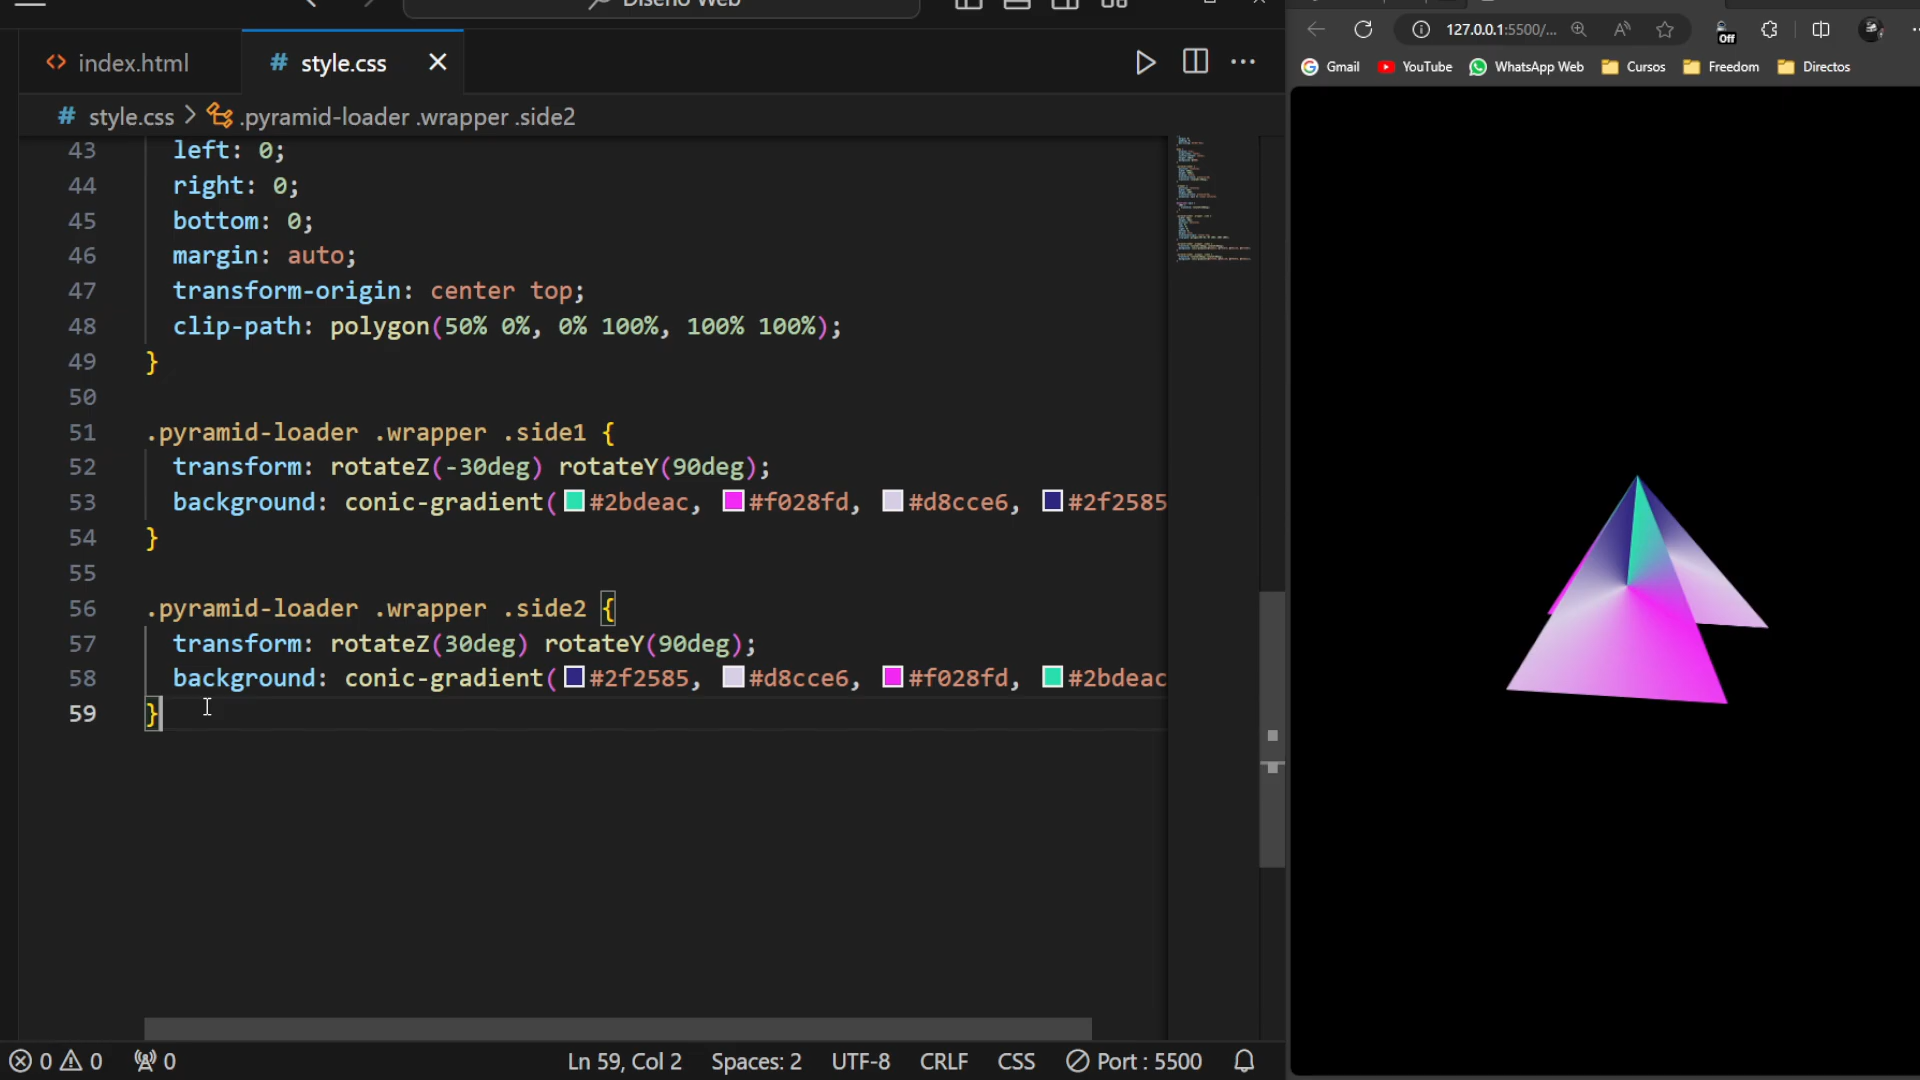 Diseño Web
index.html
# style.css
# style.css > .pyramid-loader .wrapper .side2
43 left: 0;
44 right: 0;
45 bottom: 0;
46 margin: auto;
47 transform-origin: center top;
48 clip-path: polygon(50% 0%, 0% 100%, 100% 100%);
49 }
50
51 .pyramid-loader .wrapper .side1 {
52 transform: rotateZ(-30deg) rotateY(90deg);
53 background: conic-gradient(#2bdeac, #f028fd, #d8cce6, #2f2585
54 }
55
56 .pyramid-loader .wrapper .side2 {
57 transform: rotateZ(30deg) rotateY(90deg);
58 background: conic-gradient(#2f2585, #d8cce6, #f028fd, #2bdeac
59 }
0 0 0 Ln 59, Col 2 Spaces: 2 UTF-8 CRLF CSS Port : 5500
127.0.0.1:5500/... Off
Gmail YouTube WhatsApp Web Cursos Freedom Directos